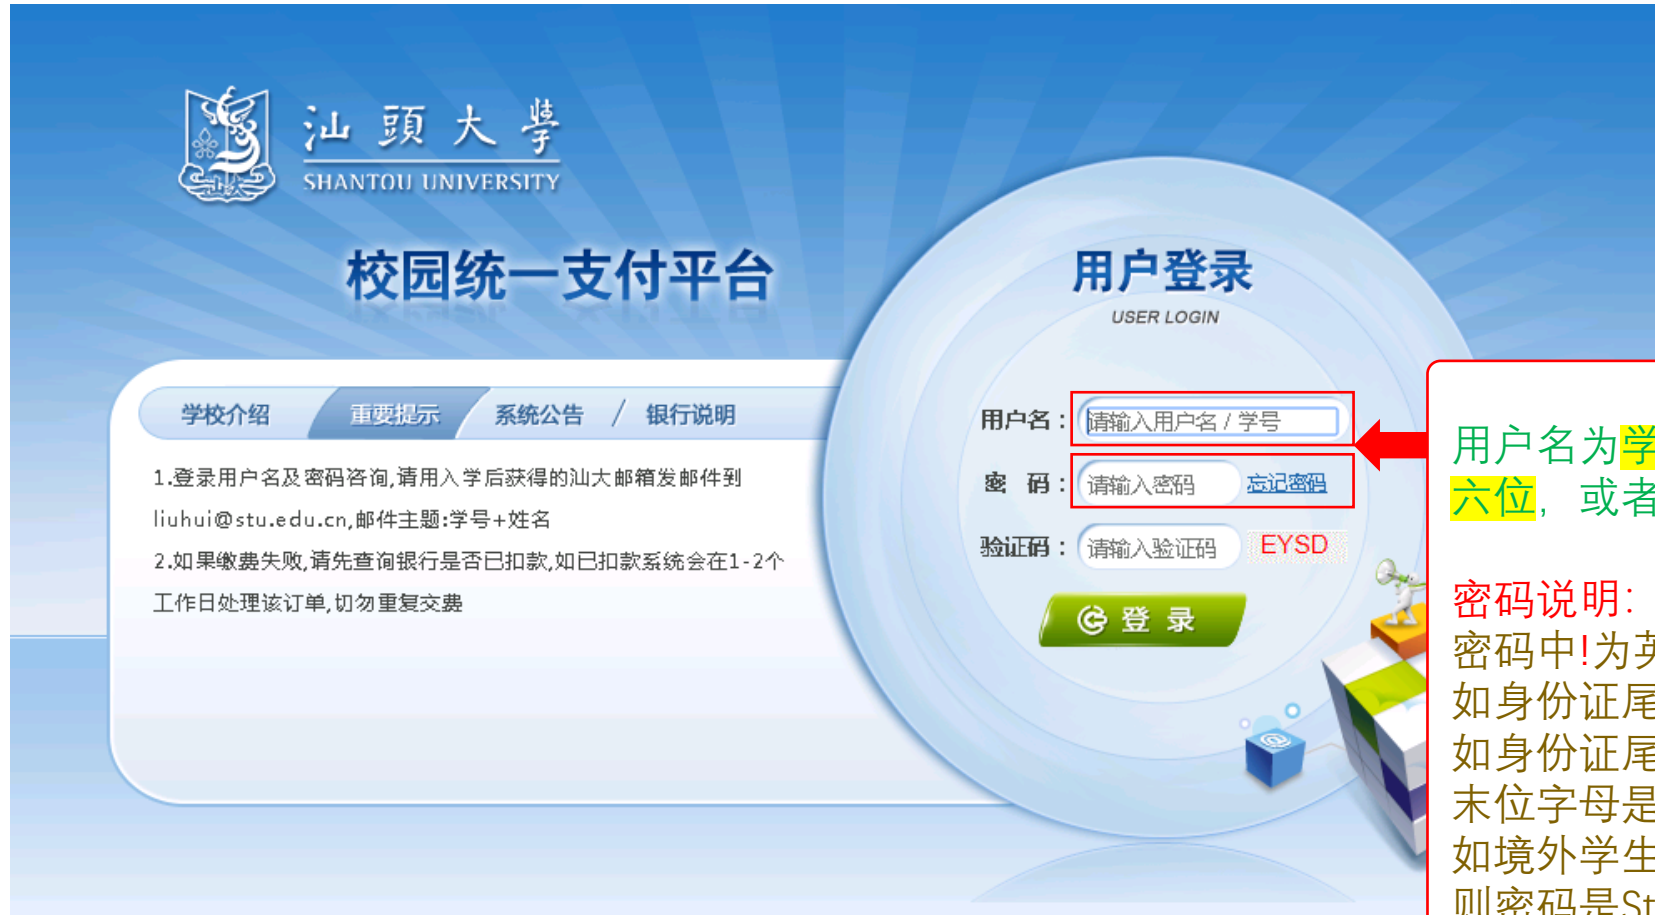 汕頭大學
SHANTOU UNIVERSITY
校园统一支付平台
学校介绍 重要提示 系统公告 / 银行说明
1.登录用户名及密码咨询,请用入学后获得的汕大邮箱发邮件到
liuhui@stu.edu.cn,邮件主题:学号+姓名
2.如果缴费失败,请先查询银行是否已扣款,如已扣款系统会在1-2个
工作日处理该订单,切勿重复交费
用户登录
USER LOGIN
用户名：请输入用户名 / 学号
密 码：请输入密码 忘记密码
验证码：请输入验证码 EYSD
登 录
@
用户名为学
六位，或者
密码说明：
密码中!为英
如身份证尾
如身份证尾
末位字母是
如境外学生
则密码是St